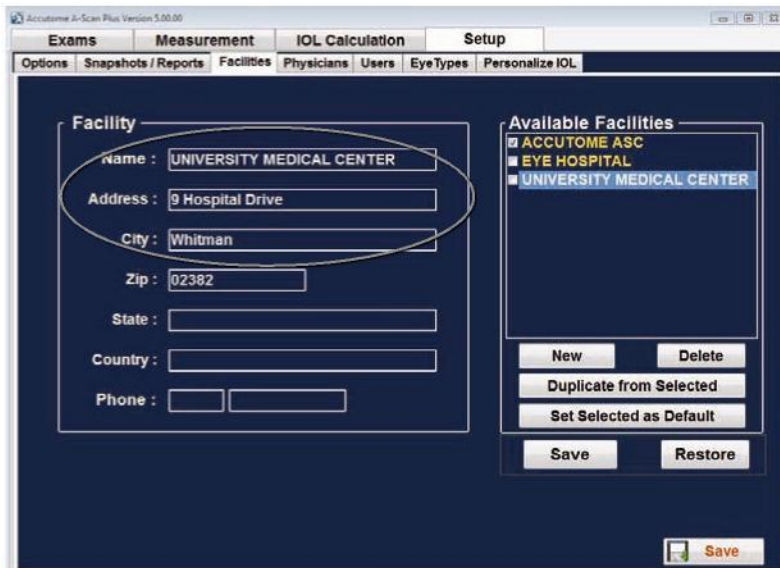 Accutome A-Scan Plus Version 5.00.00
Exams Measurement IOL Calculation Setup
Options Snapshots / Reports Facilities Physicians Users EyeTypes Personalize IOL
Facility
Name : UNIVERSITY MEDICAL CENTER
Address : 9 Hospital Drive
City : Whitman
Zip : 02382
State :
Country :
Phone :
Available Facilities
ACCUTOME ASC
EYE HOSPITAL
UNIVERSITY MEDICAL CENTER
New Delete
Duplicate from Selected
Set Selected as Default
Save Restore
Save